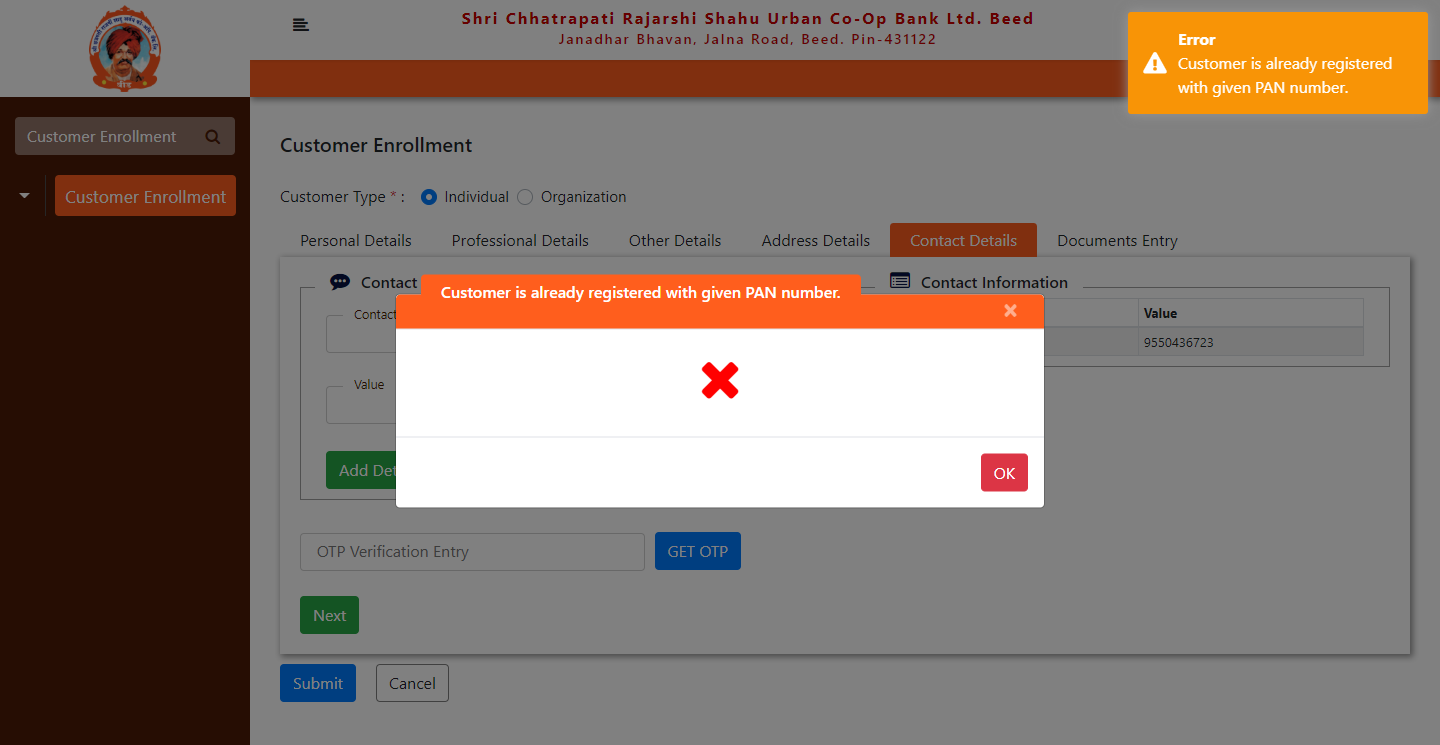 Shri Chhatrapati Rajarshi Shahu Urban Co-Op Bank Ltd. Beed
Janadhar Bhavan, Jalna Road, Beed. Pin-431122
Error
Customer is already registered
with given PAN number.
Customer Enrollment
Customer Enrollment
Customer Enrollment
Customer Type * :
Individual
Organization
Personal Details
Professional Details
Other Details
Address Details
Contact Details
Documents Entry
Contact
Contact Information
Customer is already registered with given PAN number.
Contact
Value
9550436723
Value
Add Det
OK
OTP Verification Entry
GET OTP
Next
Submit
Cancel